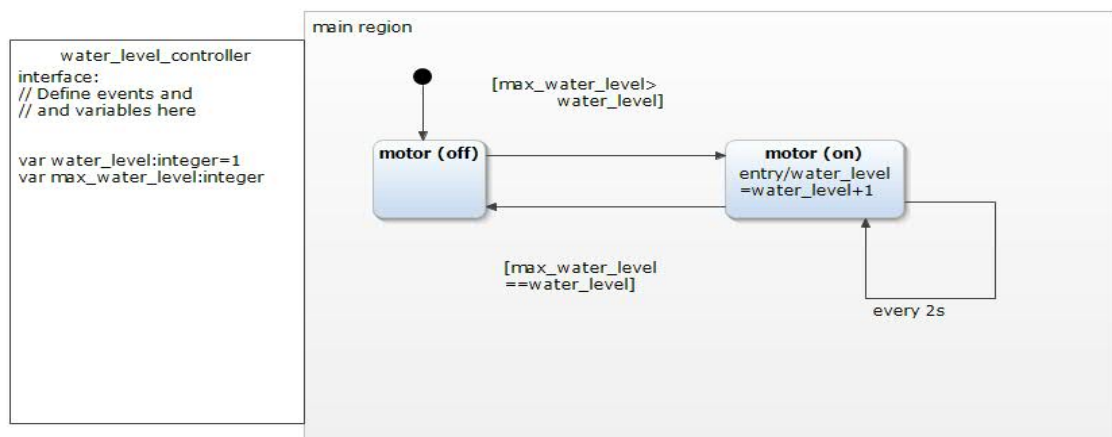 main region
water_level_controller
interface:
// Define events and
// and variables here
var water_level:integer=1
var max_water_level:integer
[max_water_level>
water_level]
motor (off)
motor (on)
entry/water_level
=water_level+1
[max_water_level
==water_level]
every 2s